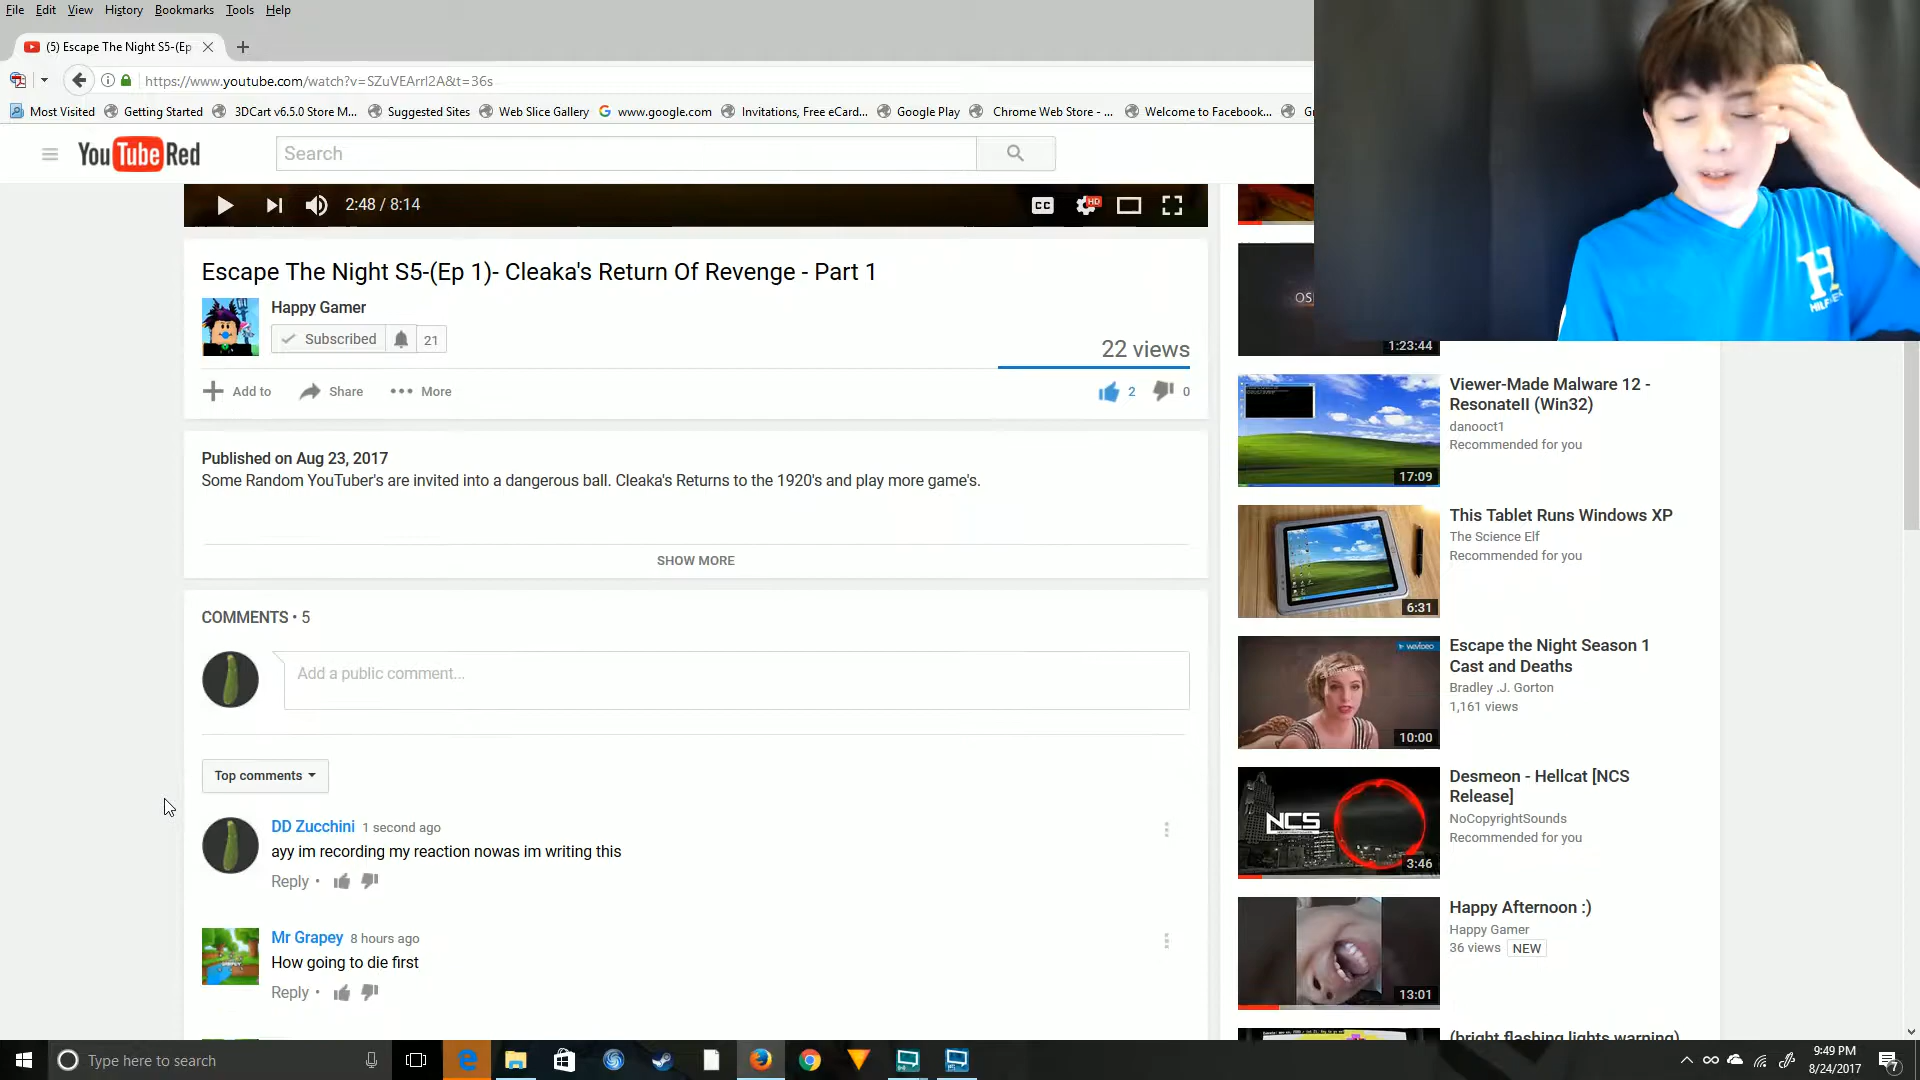 File Edit View History Bookmarks Tools Help
(5) Escape The Night S5-(Ep
https://www.youtube.com/watch?v=SZuVEArrl2A&t=36s
Most Visited Getting Started 3DCart v6.5.0 Store M... Suggested Sites Web Slice Gallery www.google.com Invitations, Free eCard... Google Play Chrome Web Store - ... Welcome to Facebook...
YouTube Red
Search
2:48 / 8:14
CC
HD
Escape The Night S5-(Ep 1)- Cleaka's Return Of Revenge - Part 1
Happy Gamer
Subscribed 21
22 views
Add to Share More
2 0
Published on Aug 23, 2017
Some Random YouTuber's are invited into a dangerous ball. Cleaka's Returns to the 1920's and play more game's.
SHOW MORE
COMMENTS • 5
Add a public comment...
Top comments
DD Zucchini 1 second ago
ayy im recording my reaction nowas im writing this
Reply •
Mr Grapey 8 hours ago
How going to die first
Reply •
H
1:23:44
Viewer-Made Malware 12 -
ResonateII (Win32)
danooct1
Recommended for you
17:09
This Tablet Runs Windows XP
The Science Elf
Recommended for you
6:31
Escape the Night Season 1
Cast and Deaths
Bradley .J. Gorton
1,161 views
10:00
Desmeon - Hellcat [NCS
Release]
NoCopyrightSounds
Recommended for you
NCS
3:46
Happy Afternoon :)
Happy Gamer
36 views NEW
13:01
(bright flashing lights warning)
Type here to search
9:49 PM
8/24/2017
7